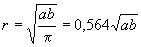 r = √(ab/π) = 0,564√ab